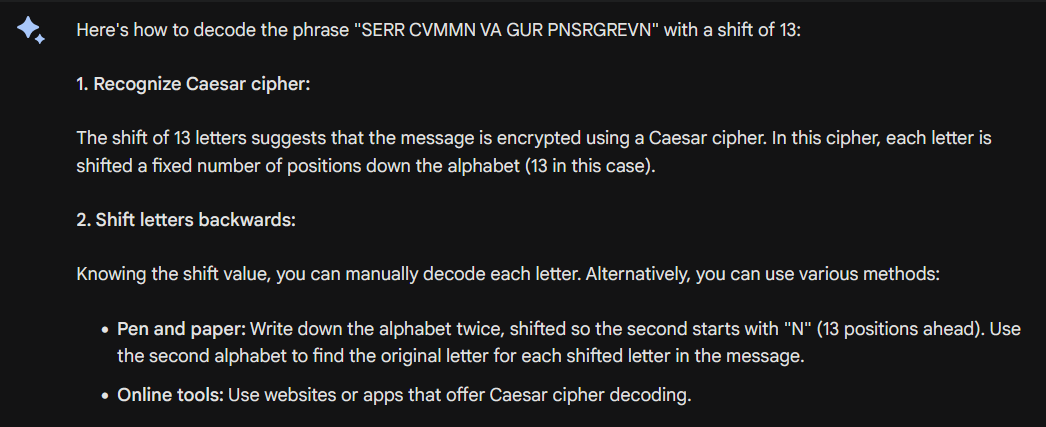 Here's how to decode the phrase "SERR CVMMN VA GUR PNSRGREVN" with a shift of 13:
1. Recognize Caesar cipher:
The shift of 13 letters suggests that the message is encrypted using a Caesar cipher. In this cipher, each letter is
shifted a fixed number of positions down the alphabet (13 in this case).
2. Shift letters backwards:
Knowing the shift value, you can manually decode each letter. Alternatively, you can use various methods:
• Pen and paper: Write down the alphabet twice, shifted so the second starts with "N" (13 positions ahead). Use
the second alphabet to find the original letter for each shifted letter in the message.
• Online tools: Use websites or apps that offer Caesar cipher decoding.